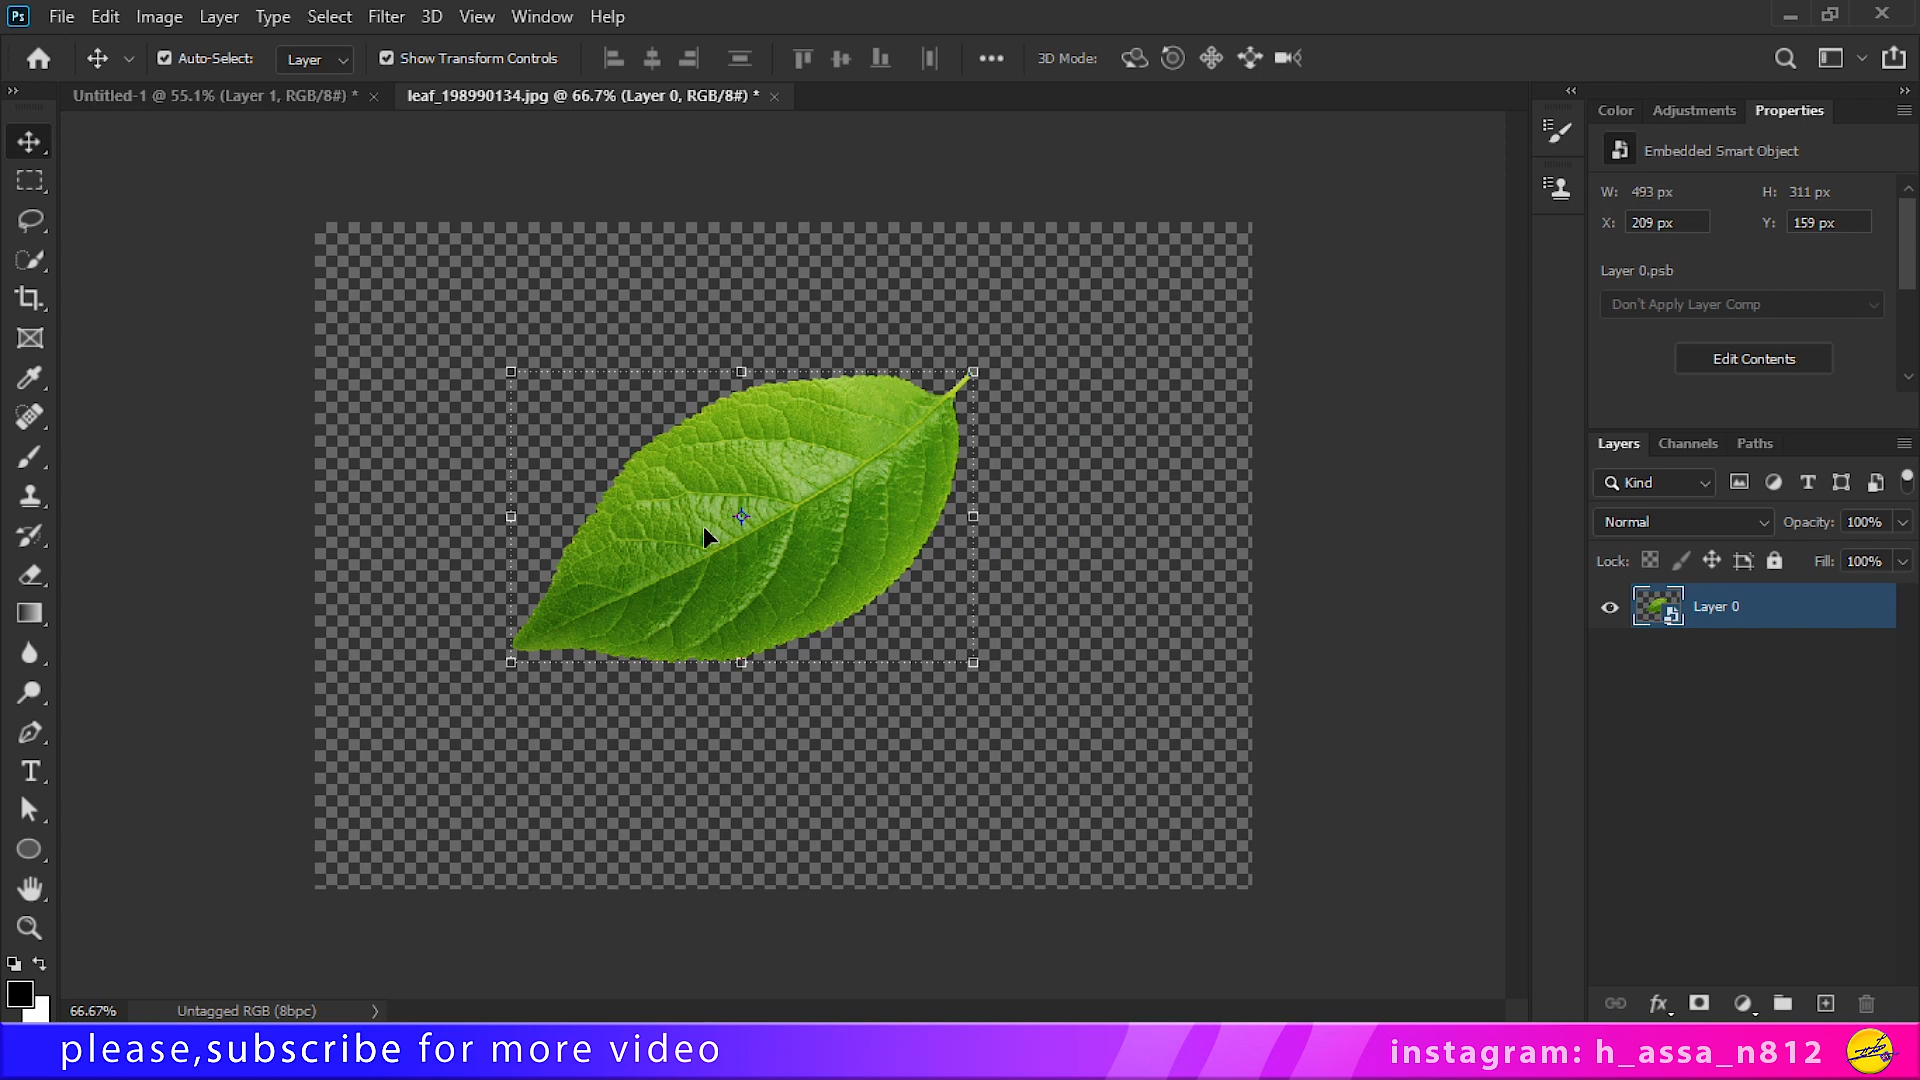 Ps File Edit Image Layer Type Select Filter 3D View Window Help
Auto-Select: Layer Show Transform Controls 3D Mode:
Untitled-1 @ 55.1% (Layer 1, RGB/8#) * leaf_198990134.jpg @ 66.7% (Layer 0, RGB/8#) *
Color Adjustments Properties
Embedded Smart Object
W: 493 px H: 311 px
X: 209 px Y: 159 px
Layer 0.psb
Don't Apply Layer Comp
Edit Contents
Layers Channels Paths
Kind
Normal Opacity: 100%
Lock: Fill: 100%
Layer 0
66.67% Untagged RGB (8bpc)
please,subscribe for more video
instagram: h_assa_n812